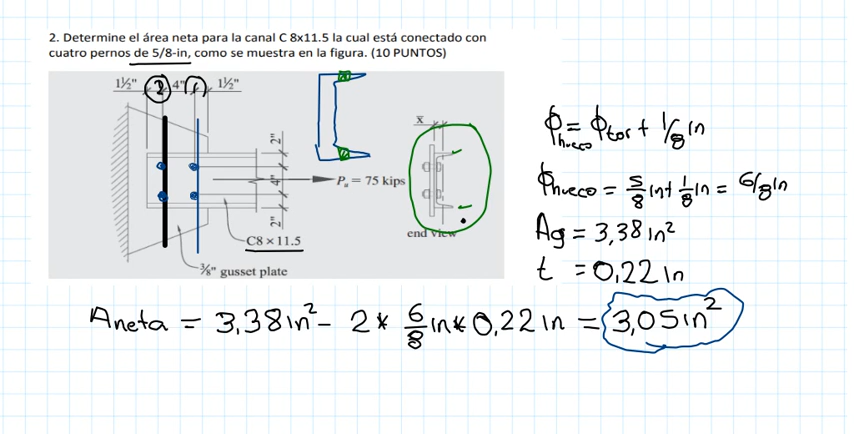 2. Determine el área neta para la canal C 8x11.5 la cual está conectado con
cuatro pernos de 5/8-in, como se muestra en la figura. (10 PUNTOS)
1½" 2 4" 1 1½"
2"
4"
2"
x̄
Pu = 75 kips
C8 × 11.5
end view
⅜" gusset plate
ϕhueco = ϕtor + 1/8 in
ϕhueco = 5/8 in + 1/8 in = 6/8 in
Ag = 3,38 in²
t = 0,22 in
Aneta = 3,38 in² - 2 * 6/8 in * 0,22 in = 3,05 in²